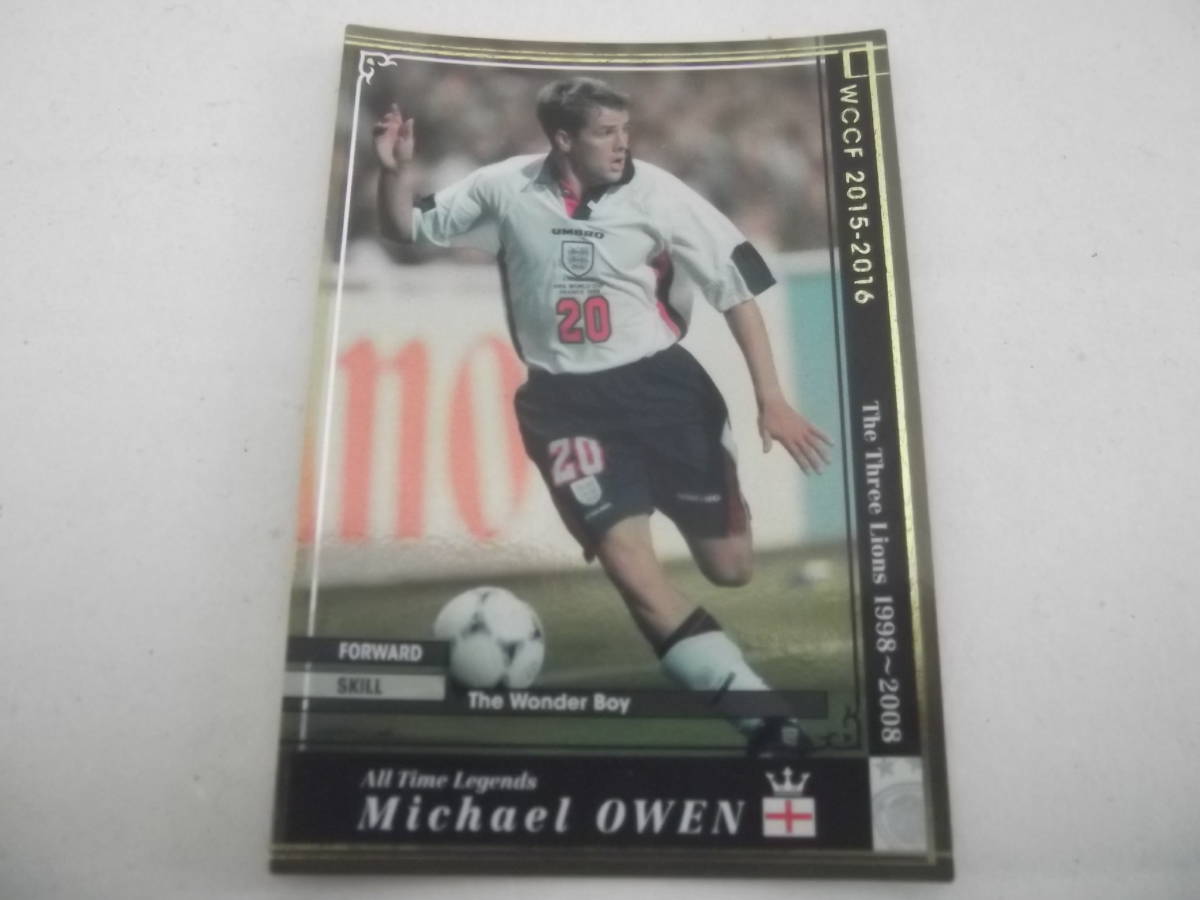 WCCF 2015-2016
The Three Lions 1998~2008
UMBRO
20
no
20
FORWARD
SKILL
The Wonder Boy
All Time Legends
Michael OWEN